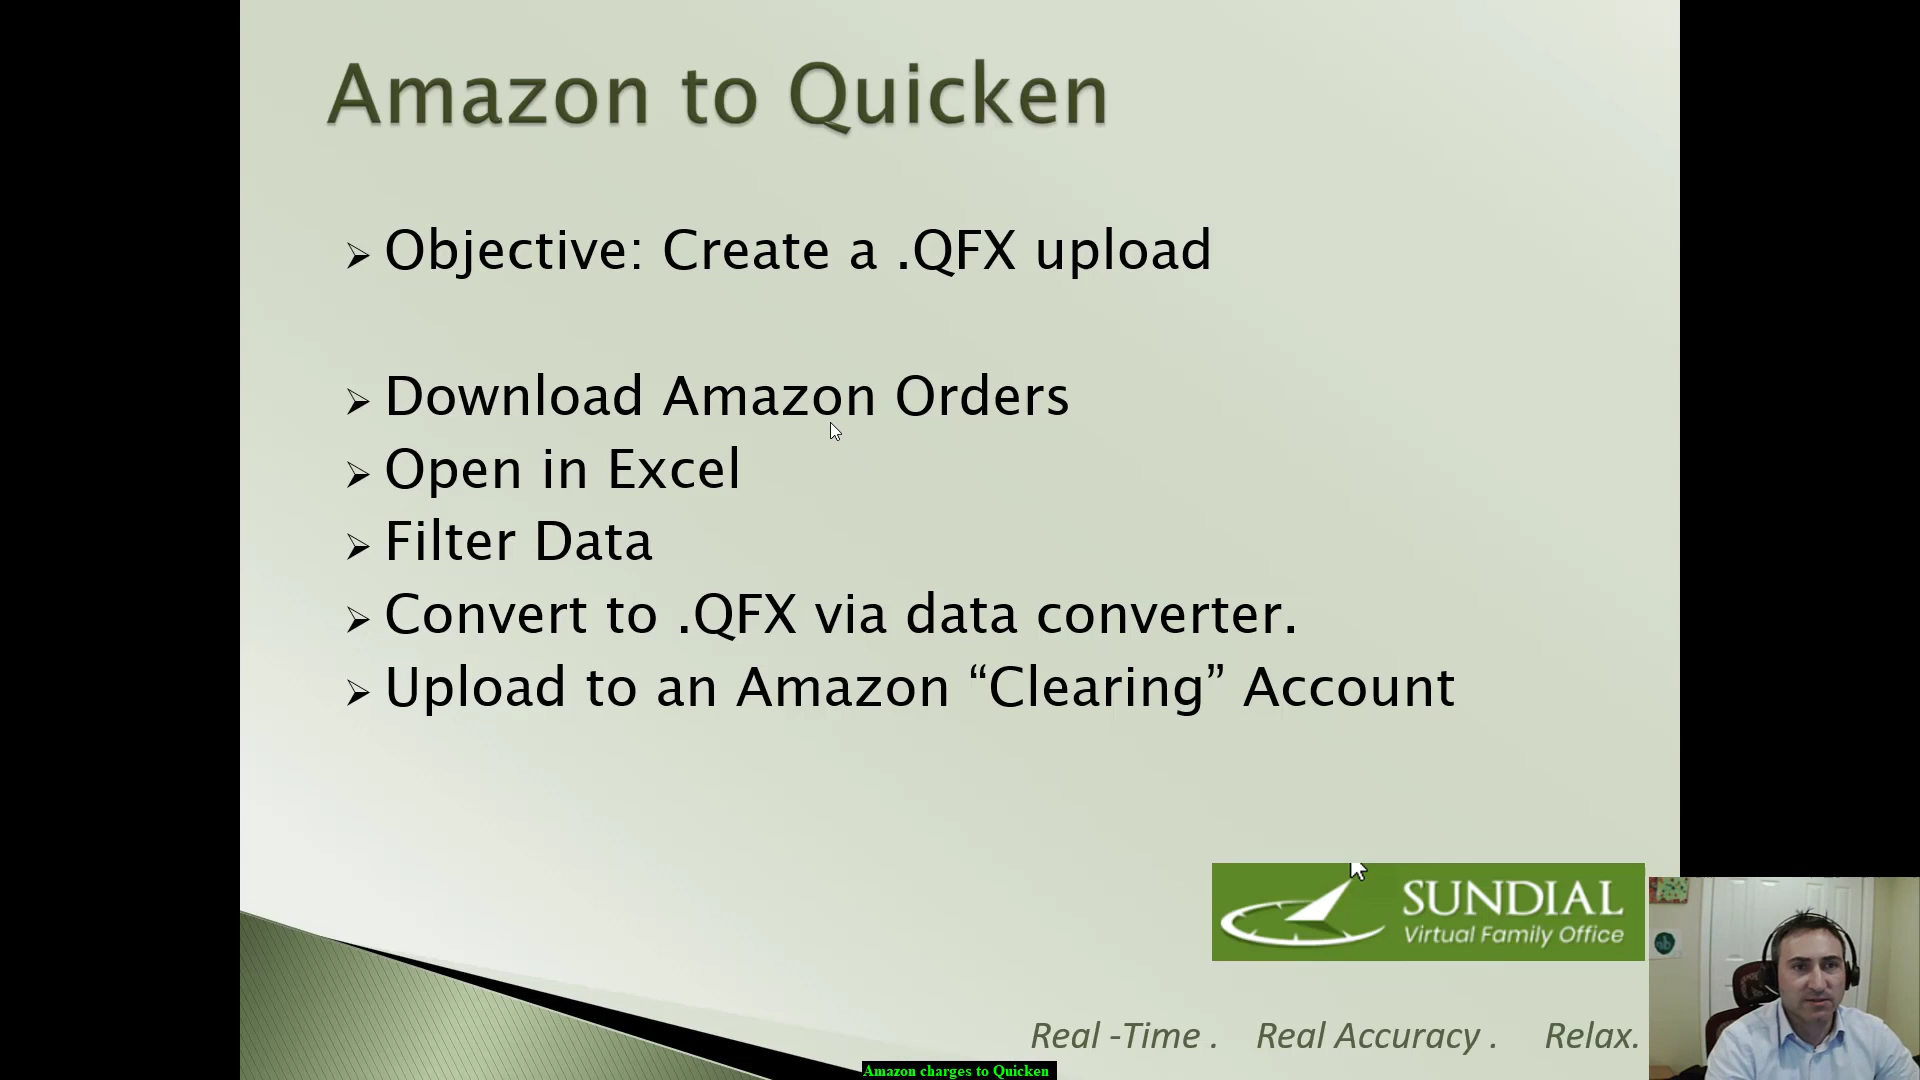 Amazon to Quicken
Objective: Create a .QFX upload
Download Amazon Orders
Open in Excel
Filter Data
Convert to .QFX via data converter.
Upload to an Amazon “Clearing” Account
SUNDIAL
Virtual Family Office
Real -Time . Real Accuracy . Relax.
Amazon charges to Quicken